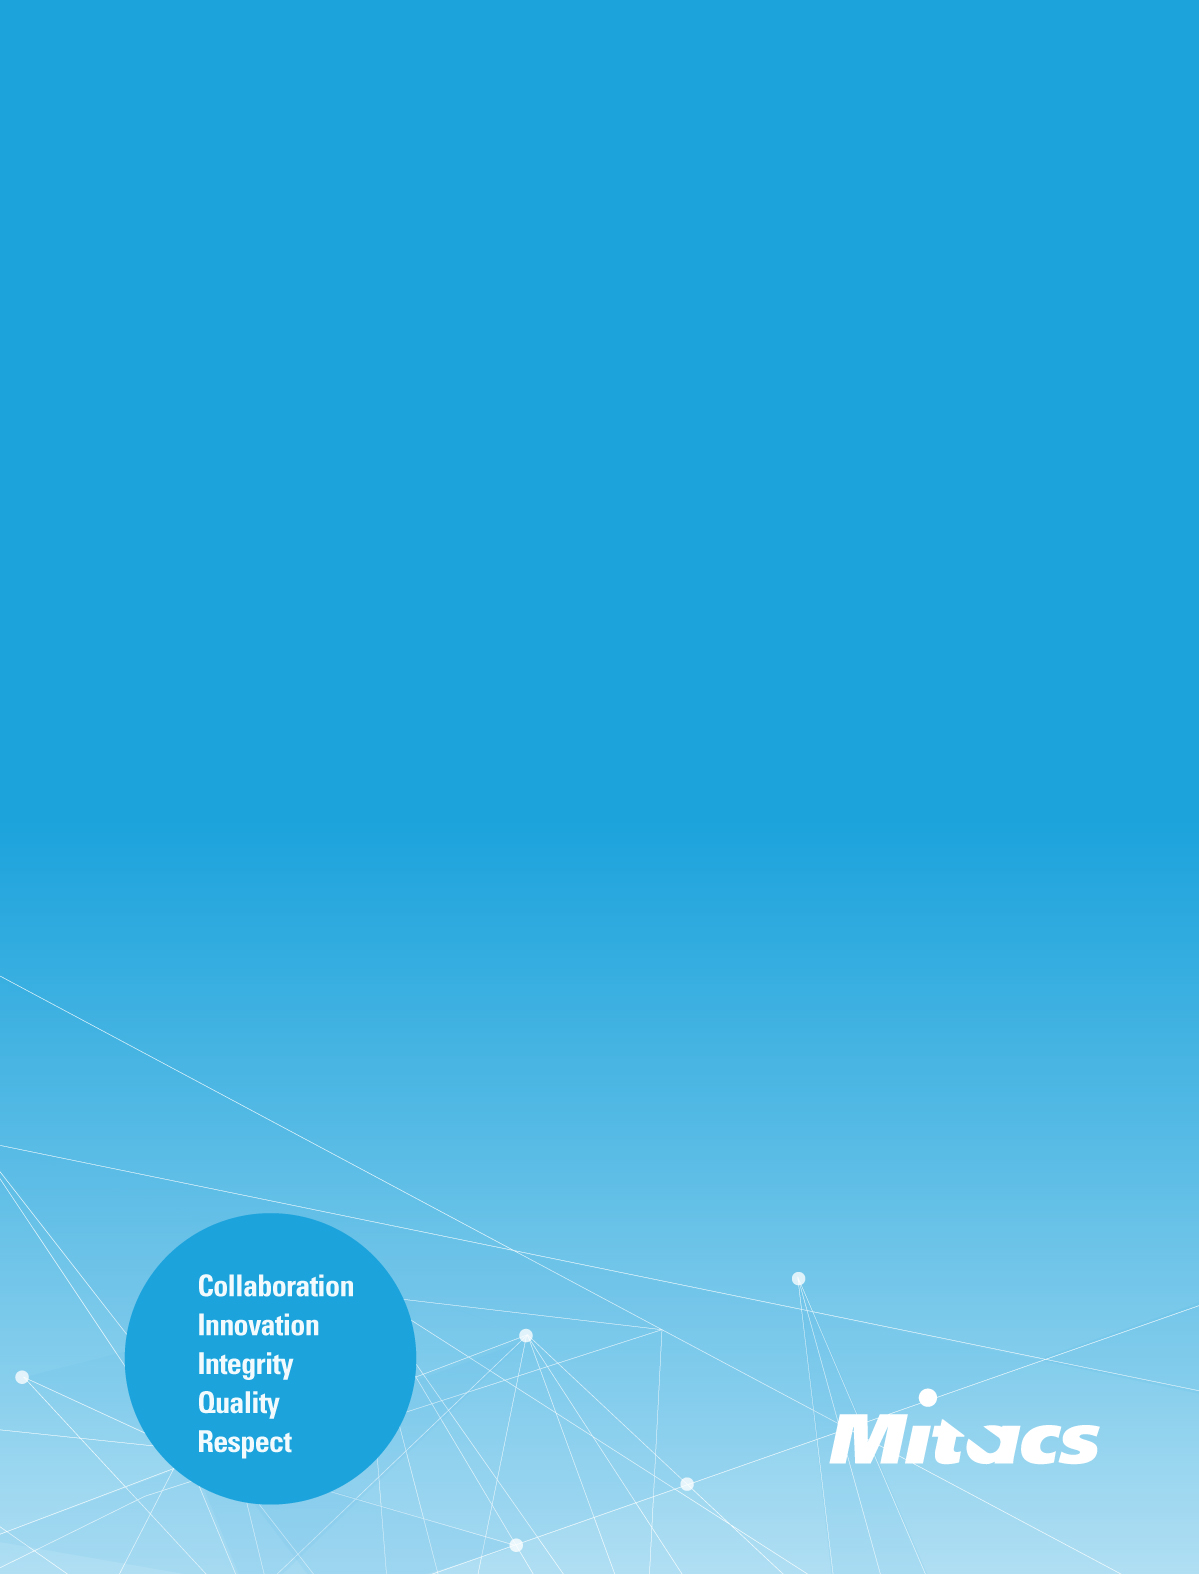 Collaboration
Innovation
Integrity
Quality
Respect
Mitacs